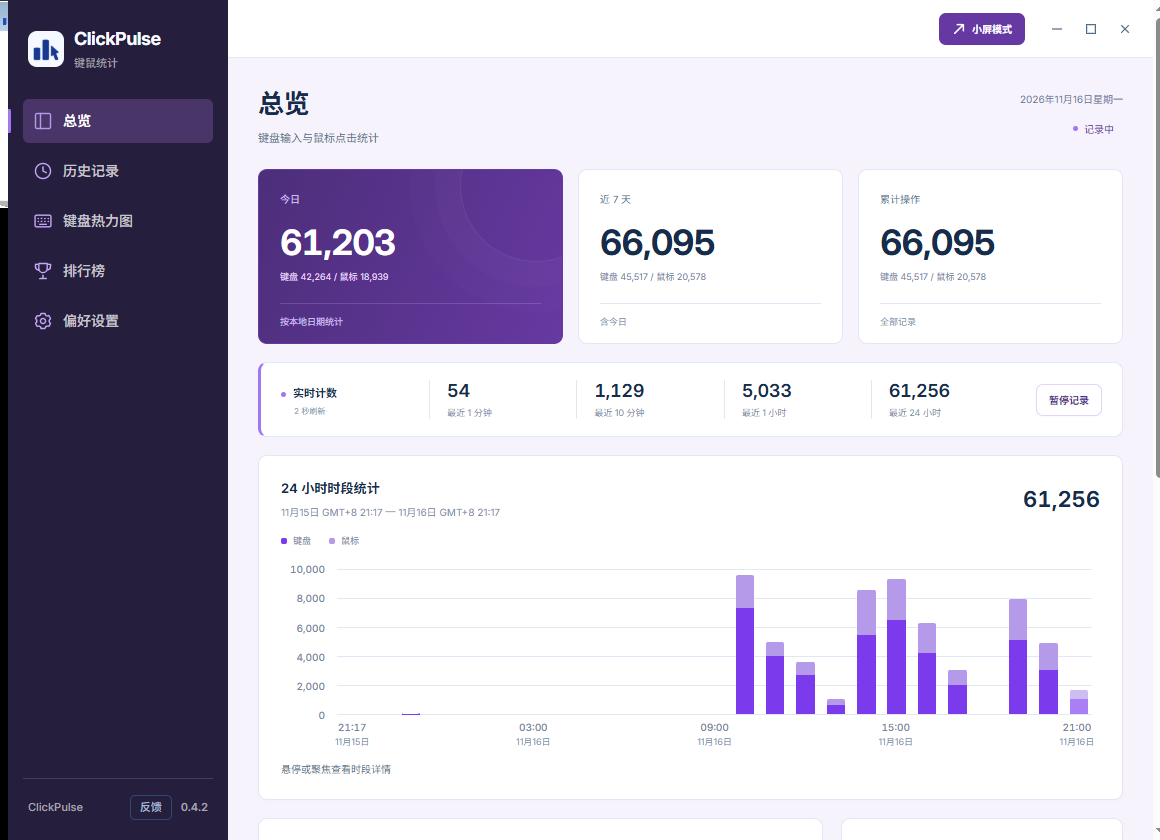 ClickPulse
键鼠统计
总览
历史记录
键盘热力图
排行榜
偏好设置
ClickPulse
反馈
0.4.2
小屏模式
总览
键盘输入与鼠标点击统计
2026年11月16日星期一
记录中
今日
61,203
键盘 42,264 / 鼠标 18,939
按本地日期统计
近 7 天
66,095
键盘 45,517 / 鼠标 20,578
含今日
累计操作
66,095
键盘 45,517 / 鼠标 20,578
全部记录
实时计数
2 秒刷新
54
最近 1 分钟
1,129
最近 10 分钟
5,033
最近 1 小时
61,256
最近 24 小时
暂停记录
24 小时时段统计
11月15日 GMT+8 21:17 — 11月16日 GMT+8 21:17
61,256
键盘 鼠标
10,000
8,000
6,000
4,000
2,000
0
21:17 03:00 09:00 15:00 21:00
11月15日 11月16日 11月16日 11月16日 11月16日
悬停或聚焦查看时段详情